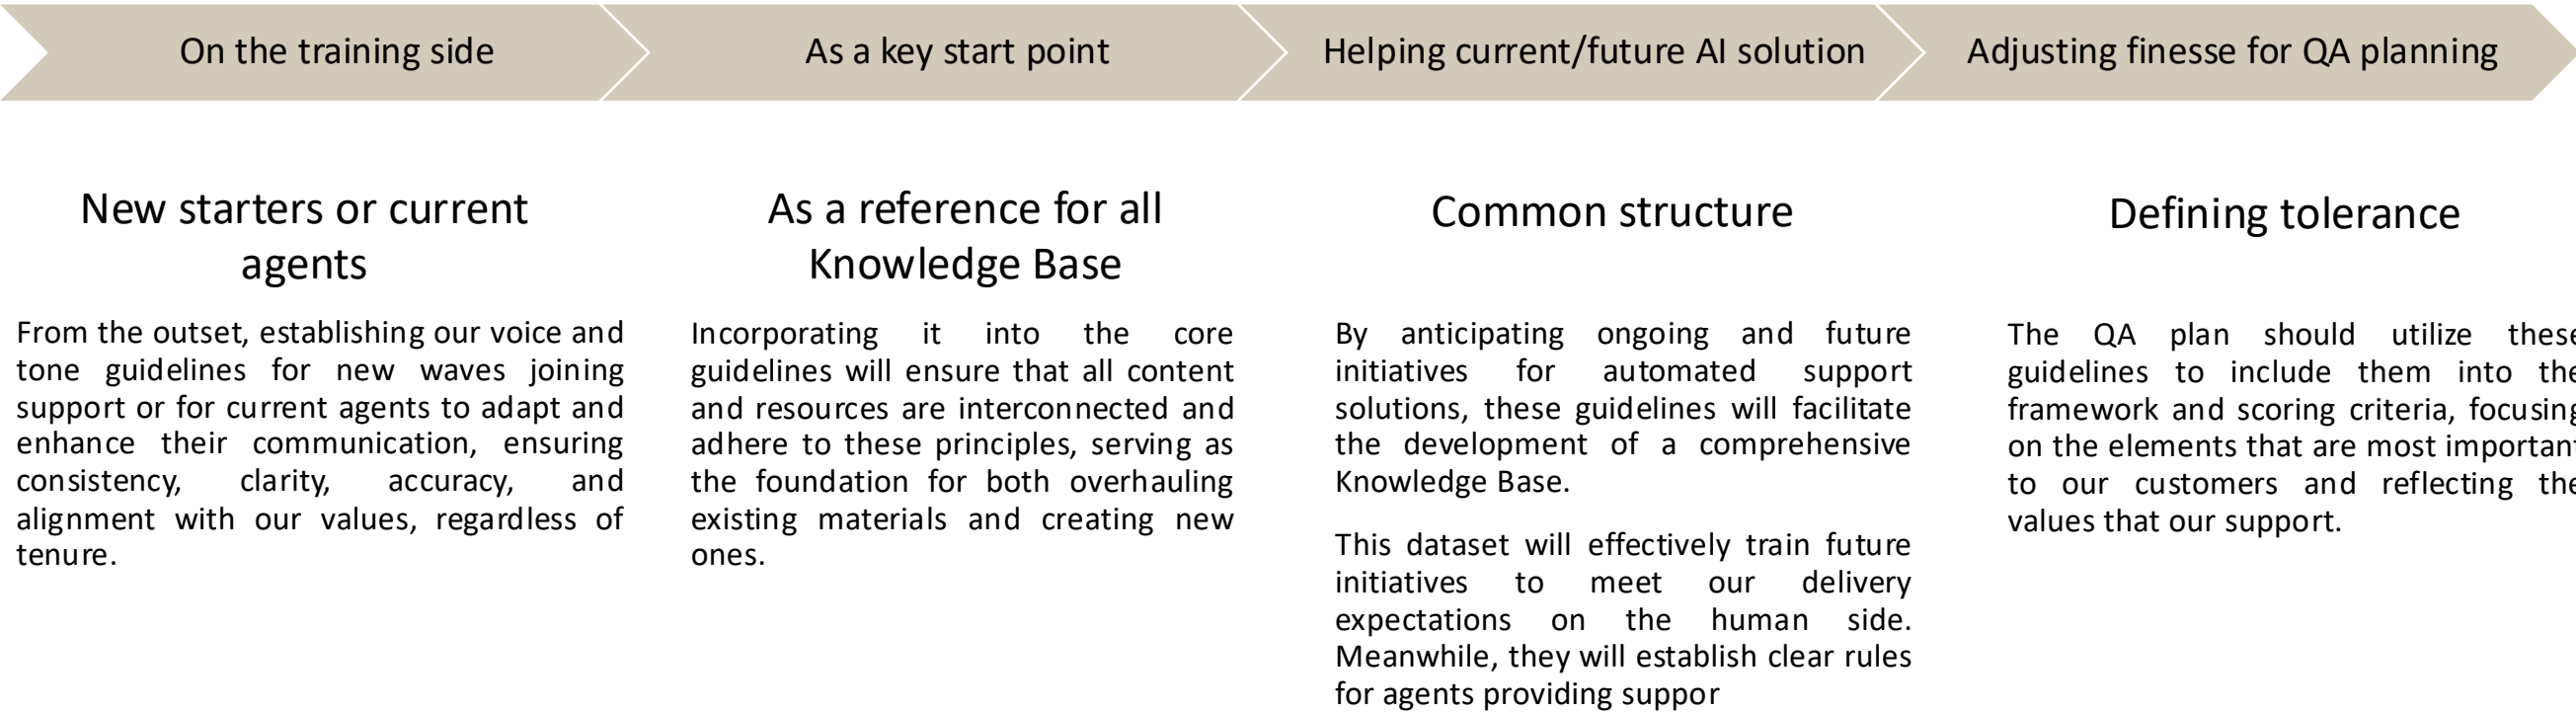 On the training side
As a key start point
Helping current/future AI solution
Adjusting finesse for QA planning
New starters or current
agents
From the outset, establishing our voice and
tone guidelines for new waves joining
support or for current agents to adapt and
enhance their communication, ensuring
consistency, clarity, accuracy, and
alignment with our values, regardless of
tenure.
As a reference for all
Knowledge Base
Incorporating it into the core
guidelines will ensure that all content
and resources are interconnected and
adhere to these principles, serving as
the foundation for both overhauling
existing materials and creating new
ones.
Common structure
By anticipating ongoing and future
initiatives for automated support
solutions, these guidelines will facilitate
the development of a comprehensive
Knowledge Base.
This dataset will effectively train future
initiatives to meet our delivery
expectations on the human side.
Meanwhile, they will establish clear rules
for agents providing suppor
Defining tolerance
The QA plan should utilize these
guidelines to include them into the
framework and scoring criteria, focusing
on the elements that are most important
to our customers and reflecting the
values that our support.